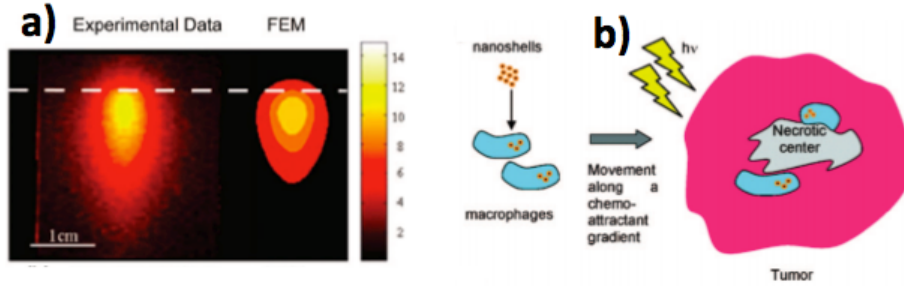 a)
Experimental Data
FEM
14
12
10
8
6
4
2
1cm
b)
nanoshells
hν
macrophages
Movement
along a
chemo-
attractant
gradient
Necrotic
center
Tumor